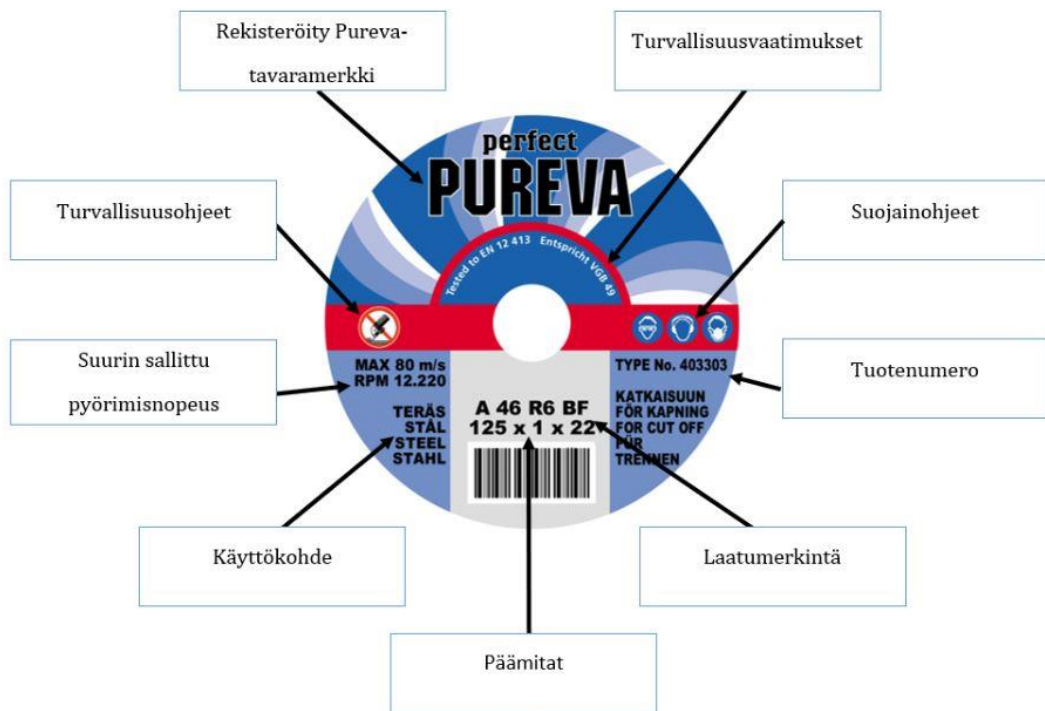 Rekisteröity Pureva-
tavaramerkki
Turvallisuusvaatimukset
perfect
PUREVA
Turvallisuusohjeet
Suojainohjeet
Tested to EN 12 413 Entspricht VGB 49
Suurin sallittu
pyörimisnopeus
MAX 80 m/s
RPM 12.220
TERÄS
STÅL
STEEL
STAHL
A 46 R6 BF
125 x 1 x 22
TYPE No. 403303
KATKAISUUN
FÖR KAPNING
FOR CUT OFF
FÜR
TRENNEN
Tuotenumero
Käyttökohde
Laatumerkintä
Päämitat